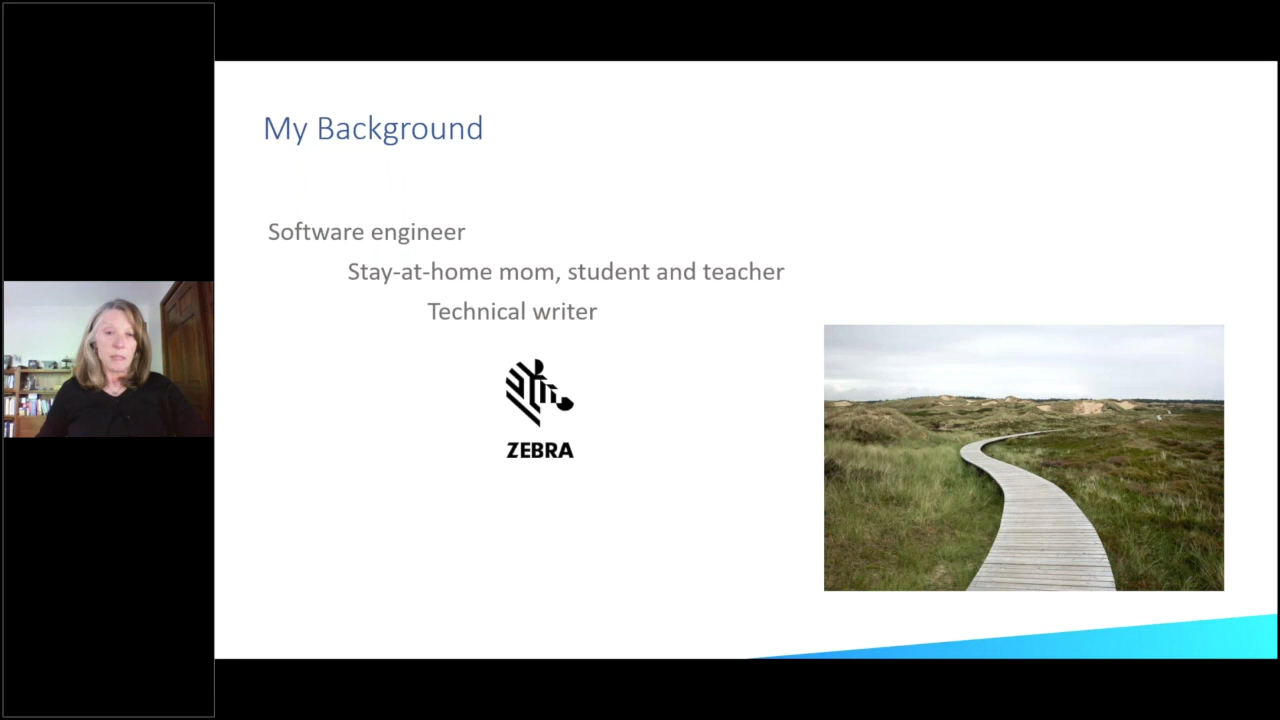 My Background
Software engineer
Stay-at-home mom, student and teacher
Technical writer
ZEBRA